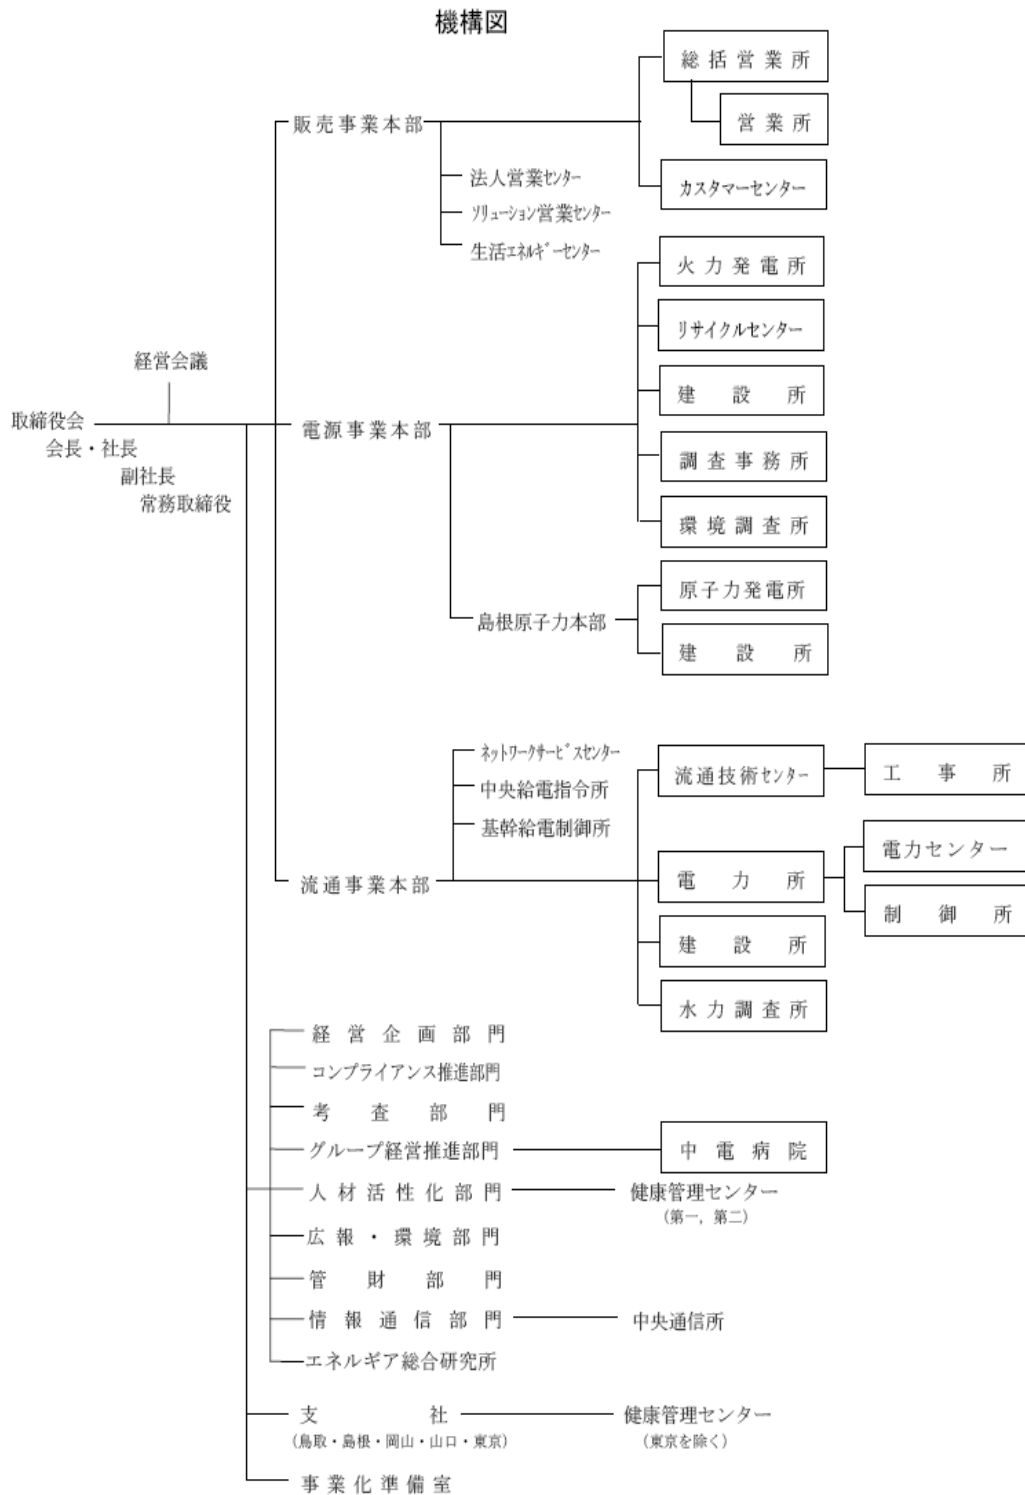 機構図
総括営業所
営業所
販売事業本部
法人営業センター
カスタマーセンター
ソリューション営業センター
生活エネルギーセンター
火力発電所
リサイクルセンター
経営会議
建設所
取締役会
電源事業本部
会長・社長
調査事務所
副社長
常務取締役
環境調査所
原子力発電所
島根原子力本部
建設所
ネットワークサービスセンター
流通技術センター
工事所
中央給電指令所
基幹給電制御所
電力センター
流通事業本部
電力所
制御所
建設所
水力調査所
経営企画部門
コンプライアンス推進部門
考査部門
グループ経営推進部門
中電病院
人材活性化部門
健康管理センター
(第一，第二)
広報・環境部門
管財部門
情報通信部門
中央通信所
エネルギア総合研究所
支社
健康管理センター
(鳥取・島根・岡山・山口・東京)
(東京を除く)
事業化準備室